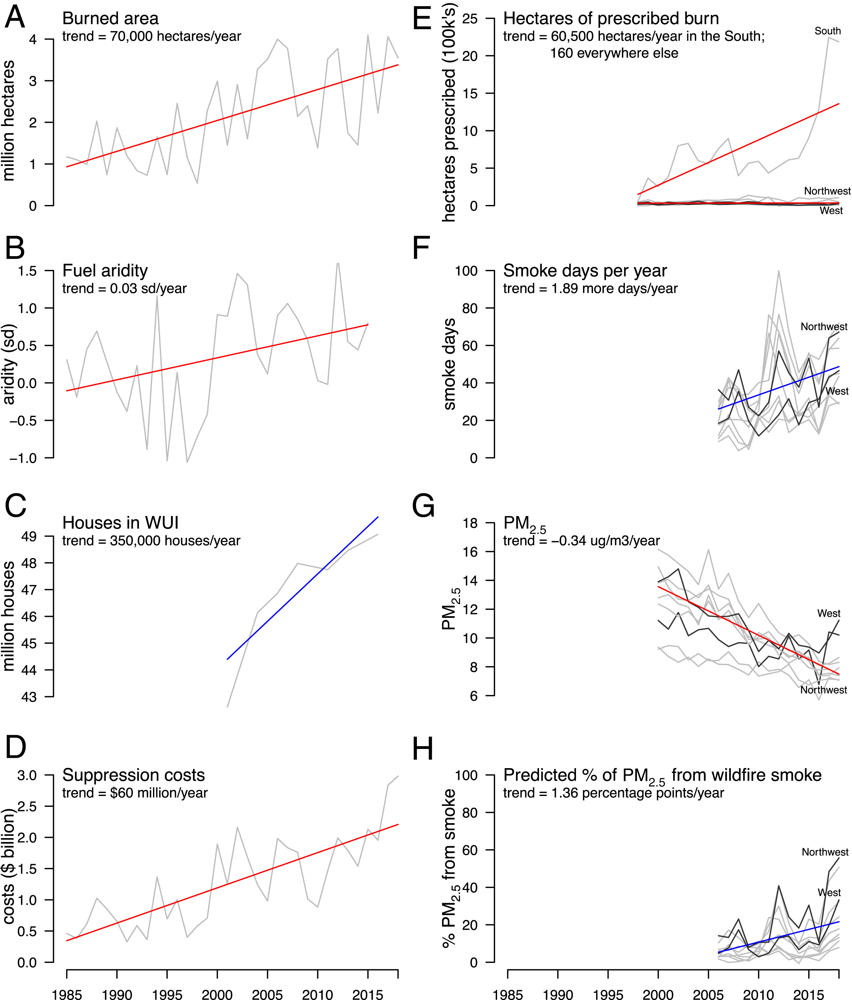 A
Burned area
trend = 70,000 hectares/year
million hectares
4
3
2
1
0
B
Fuel aridity
trend = 0.03 sd/year
aridity (sd)
1.5
1.0
0.5
0.0
−0.5
−1.0
C
Houses in WUI
trend = 350,000 houses/year
million houses
49
48
47
46
45
44
43
D
Suppression costs
trend = $60 million/year
costs ($ billion)
3.0
2.5
2.0
1.5
1.0
0.5
0.0
1985 1990 1995 2000 2005 2010 2015
E
Hectares of prescribed burn
trend = 60,500 hectares/year in the South;
160 everywhere else
hectares prescribed (100k's)
25
20
15
10
5
0
South
Northwest
West
F
Smoke days per year
trend = 1.89 more days/year
smoke days
100
80
60
40
20
0
Northwest
West
G
PM2.5
trend = −0.34 ug/m3/year
PM2.5
18
16
14
12
10
8
6
West
Northwest
H
Predicted % of PM2.5 from wildfire smoke
trend = 1.36 percentage points/year
% PM2.5 from smoke
100
80
60
40
20
0
Northwest
West
1985 1990 1995 2000 2005 2010 2015